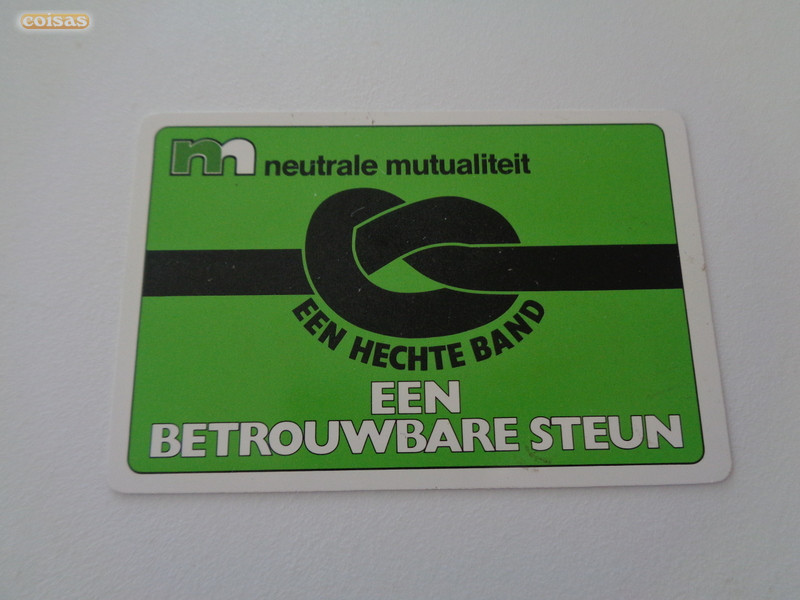 coisas
nm neutrale mutualiteit
EEN HECHTE BAND
EEN
BETROUWBARE STEUN